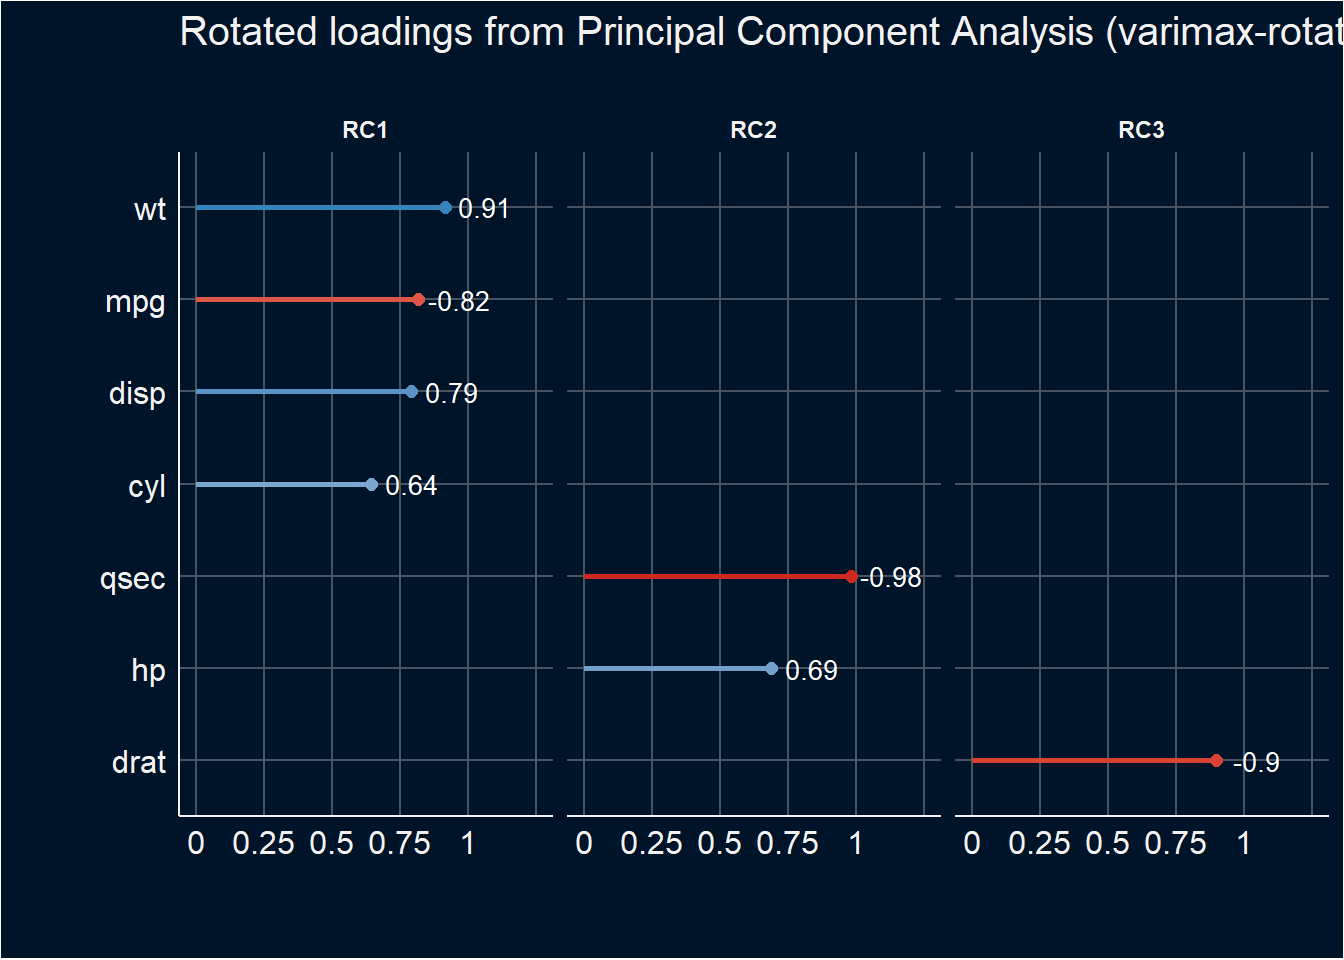 Rotated loadings from Principal Component Analysis (varimax-rotat
RC1 RC2 RC3
wt 0.91
mpg -0.82
disp 0.79
cyl 0.64
qsec -0.98
hp 0.69
drat -0.9
0 0.25 0.5 0.75 1 0 0.25 0.5 0.75 1 0 0.25 0.5 0.75 1